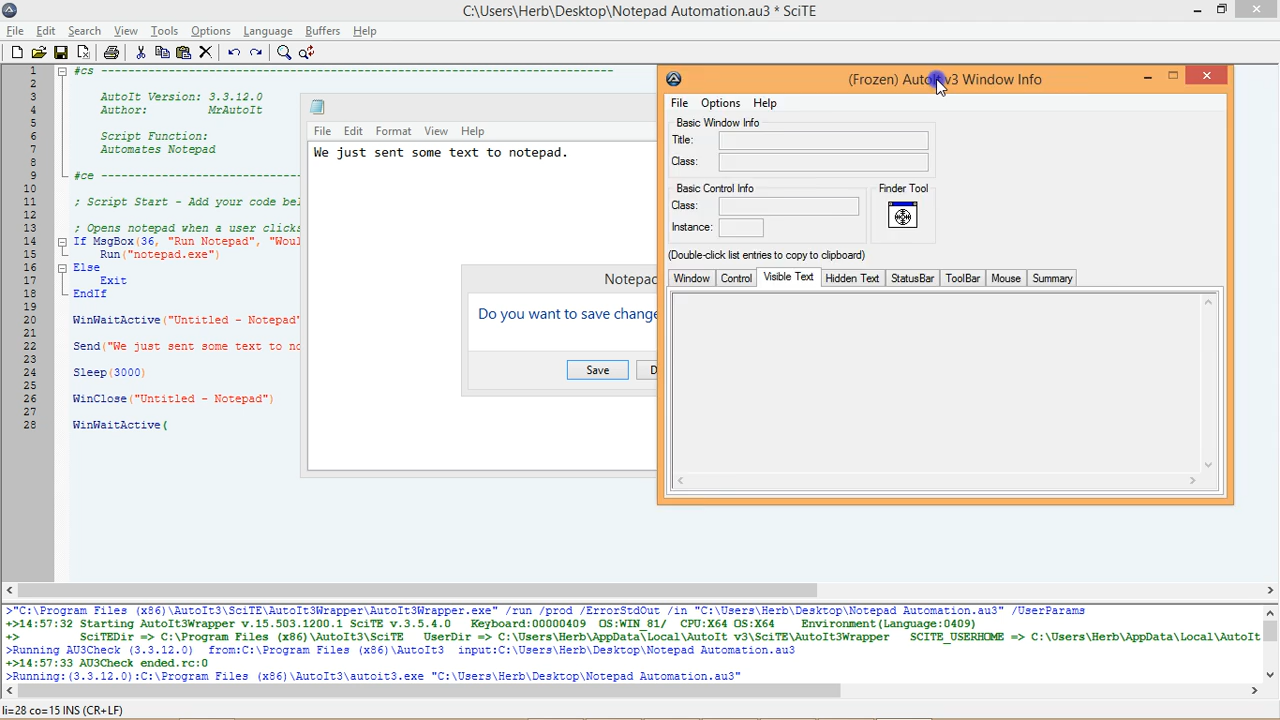 C:\Users\Herb\Desktop\Notepad Automation.au3 * SciTE
File Edit Search View Tools Options Language Buffers Help
1 #cs ----------------------------------------------------------------------------
2
3 AutoIt Version: 3.3.12.0
4 Author: MrAutoIt
5
6 Script Function:
7 Automates Notepad
8
9 #ce ----------------------------
10
11 ; Script Start - Add your code bel
12
13 ; Opens notepad when a user clicks
14 If MsgBox(36, "Run Notepad", "Woul
15 Run("notepad.exe")
16 Else
17 Exit
18 EndIf
19
20 WinWaitActive("Untitled - Notepad"
21
22 Send("We just sent some text to no
23
24 Sleep(3000)
25
26 WinClose("Untitled - Notepad")
27
28 WinWaitActive(
File Edit Format View Help
We just sent some text to notepad.
Notepad
Do you want to save change
Save D
(Frozen) AutoIt v3 Window Info
File Options Help
Basic Window Info
Title:
Class:
Basic Control Info Finder Tool
Class:
Instance:
(Double-click list entries to copy to clipboard)
Window Control Visible Text Hidden Text StatusBar ToolBar Mouse Summary
>"C:\Program Files (x86)\AutoIt3\SciTE\AutoIt3Wrapper\AutoIt3Wrapper.exe" /run /prod /ErrorStdOut /in "C:\Users\Herb\Desktop\Notepad Automation.au3" /UserParams
+>14:57:32 Starting AutoIt3Wrapper v.15.503.1200.1 SciTE v.3.5.4.0 Keyboard:00000409 OS:WIN_81/ CPU:X64 OS:X64 Environment(Language:0409)
+> SciTEDir => C:\Program Files (x86)\AutoIt3\SciTE UserDir => C:\Users\Herb\AppData\Local\AutoIt v3\SciTE\AutoIt3Wrapper SCITE_USERHOME => C:\Users\Herb\AppData\Local\AutoIt
>Running AU3Check (3.3.12.0) from:C:\Program Files (x86)\AutoIt3 input:C:\Users\Herb\Desktop\Notepad Automation.au3
+>14:57:33 AU3Check ended.rc:0
>Running:(3.3.12.0):C:\Program Files (x86)\AutoIt3\autoit3.exe "C:\Users\Herb\Desktop\Notepad Automation.au3"
li=28 co=15 INS (CR+LF)